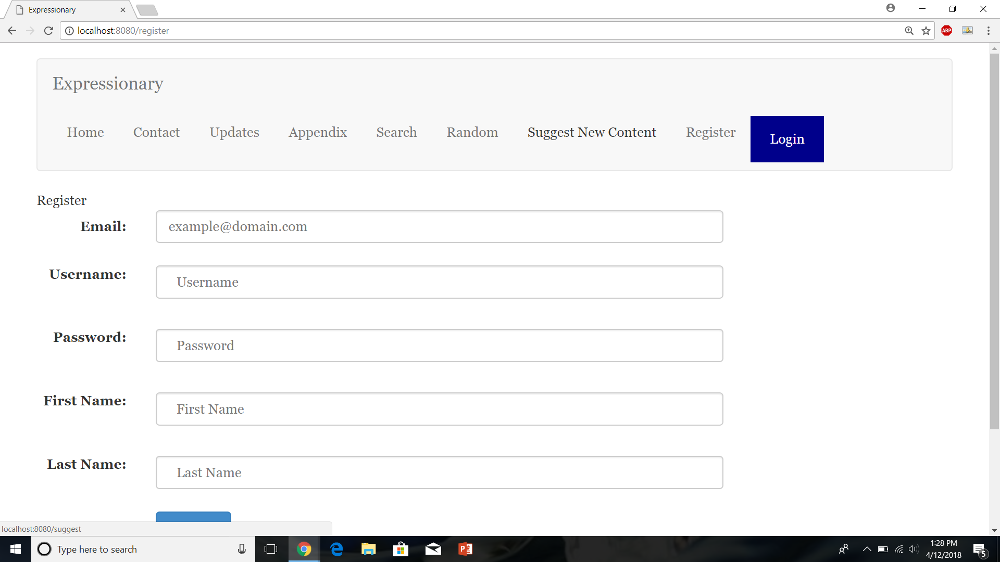 Expressionary
localhost:8080/register
ABP
Expressionary
Home Contact Updates Appendix Search Random Suggest New Content Register Login
Register
Email: example@domain.com
Username: Username
Password: Password
First Name: First Name
Last Name: Last Name
localhost:8080/suggest
Type here to search
1:28 PM
4/12/2018
5